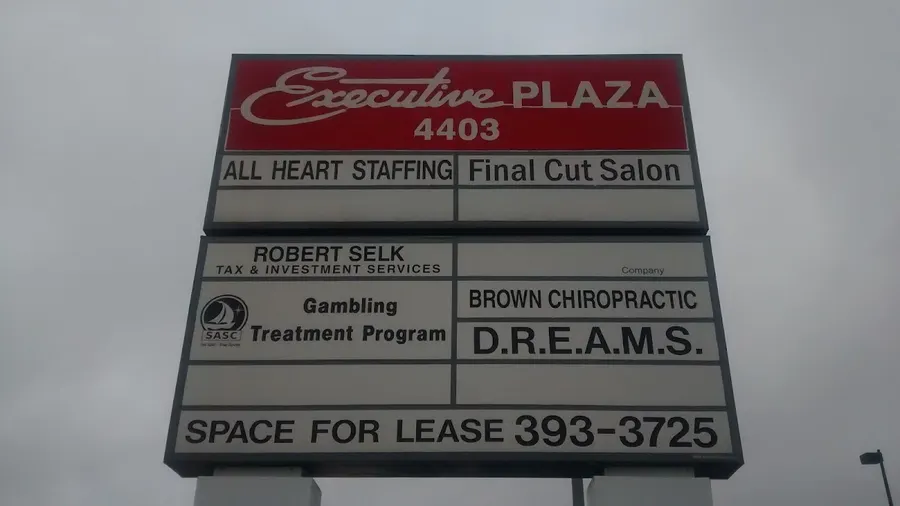 Executive PLAZA
4403
ALL HEART STAFFING
Final Cut Salon
ROBERT SELK
TAX & INVESTMENT SERVICES
Company
SASC
Gambling
Treatment Program
BROWN CHIROPRACTIC
D.R.E.A.M.S.
SPACE FOR LEASE 393-3725